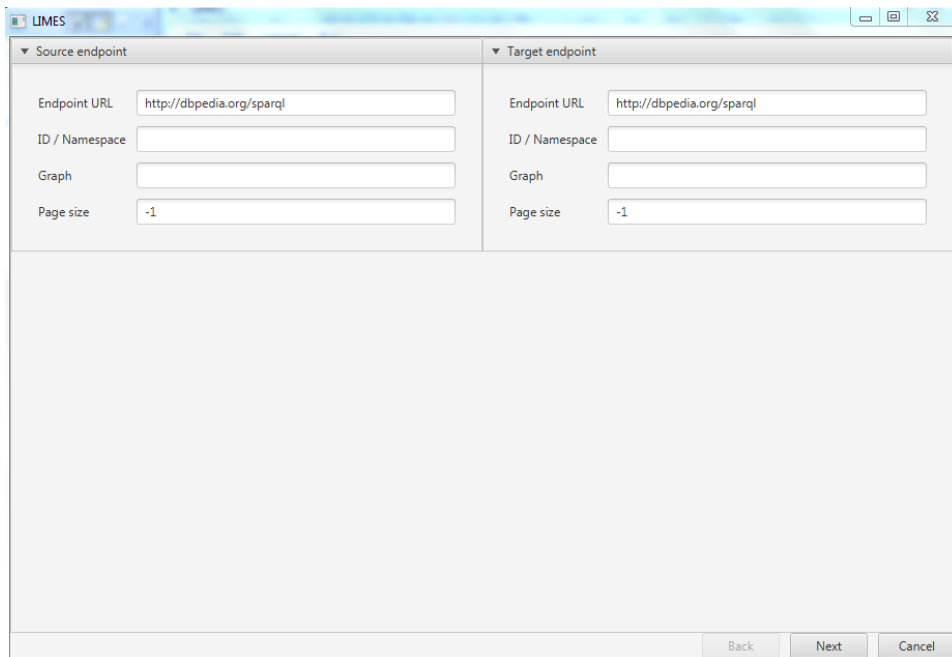 LIMES
Source endpoint
Endpoint URL http://dbpedia.org/sparql
ID / Namespace
Graph
Page size -1
Target endpoint
Endpoint URL http://dbpedia.org/sparql
ID / Namespace
Graph
Page size -1
Back Next Cancel